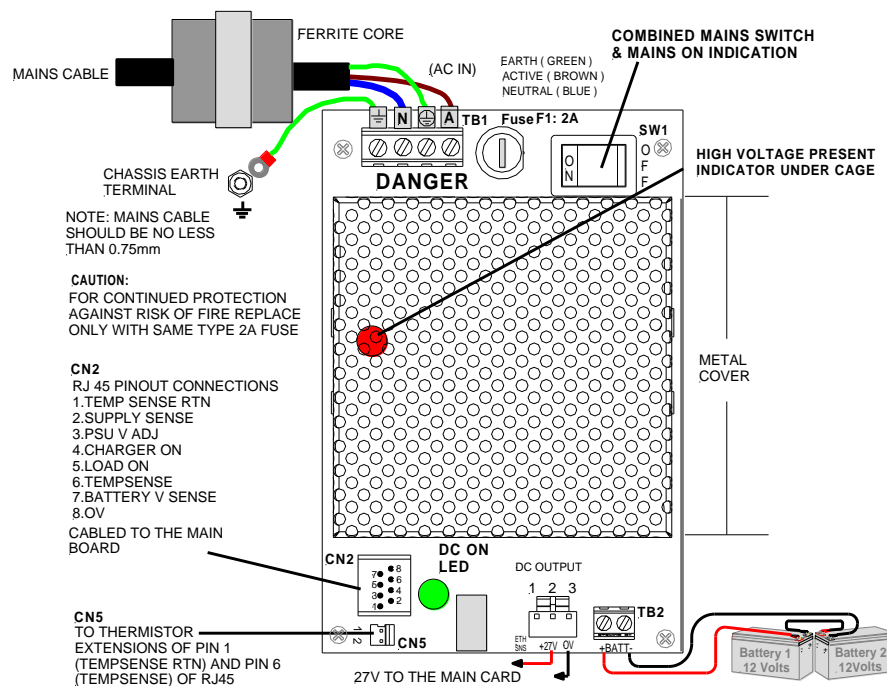 FERRITE CORE
COMBINED MAINS SWITCH
& MAINS ON INDICATION
MAINS CABLE
(AC IN)
EARTH ( GREEN )
ACTIVE ( BROWN )
NEUTRAL ( BLUE )
N
A
TB1
Fuse F1: 2A
SW1
O
F
F
O
N
HIGH VOLTAGE PRESENT
INDICATOR UNDER CAGE
DANGER
CHASSIS EARTH
TERMINAL
NOTE: MAINS CABLE
SHOULD BE NO LESS
THAN 0.75mm
CAUTION:
FOR CONTINUED PROTECTION
AGAINST RISK OF FIRE REPLACE
ONLY WITH SAME TYPE 2A FUSE
METAL
COVER
CN2
RJ 45 PINOUT CONNECTIONS
1.TEMP SENSE RTN
2.SUPPLY SENSE
3.PSU V ADJ
4.CHARGER ON
5.LOAD ON
6.TEMPSENSE
7.BATTERY V SENSE
8.OV
CABLED TO THE MAIN
BOARD
CN2
7 8
5 6
3 4
1 2
DC ON
LED
DC OUTPUT
1 2 3
TB2
CN5
TO THERMISTOR
EXTENSIONS OF PIN 1
(TEMPSENSE RTN) AND PIN 6
(TEMPSENSE) OF RJ45
1
2
CN5
ETH
SNS
+27V
OV
+BATT-
27V TO THE MAIN CARD
Battery 1
12 Volts
Battery 2
12Volts